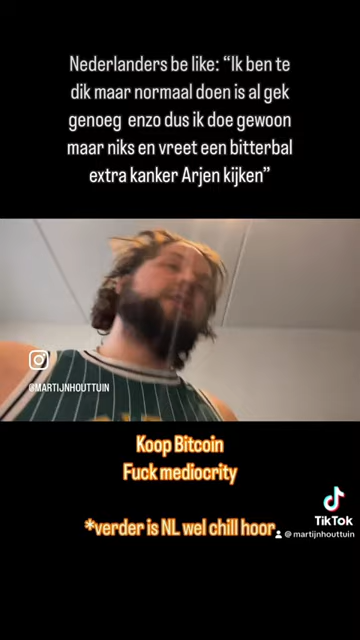 Nederlanders be like: “Ik ben te
dik maar normaal doen is al gek
genoeg enzo dus ik doe gewoon
maar niks en vreet een bitterbal
extra kanker Arjen kijken”
@MARTIJNHOUTTUIN
Koop Bitcoin
Fuck mediocrity
*verder is NL wel chill hoor
TikTok
@martijnhouttuin